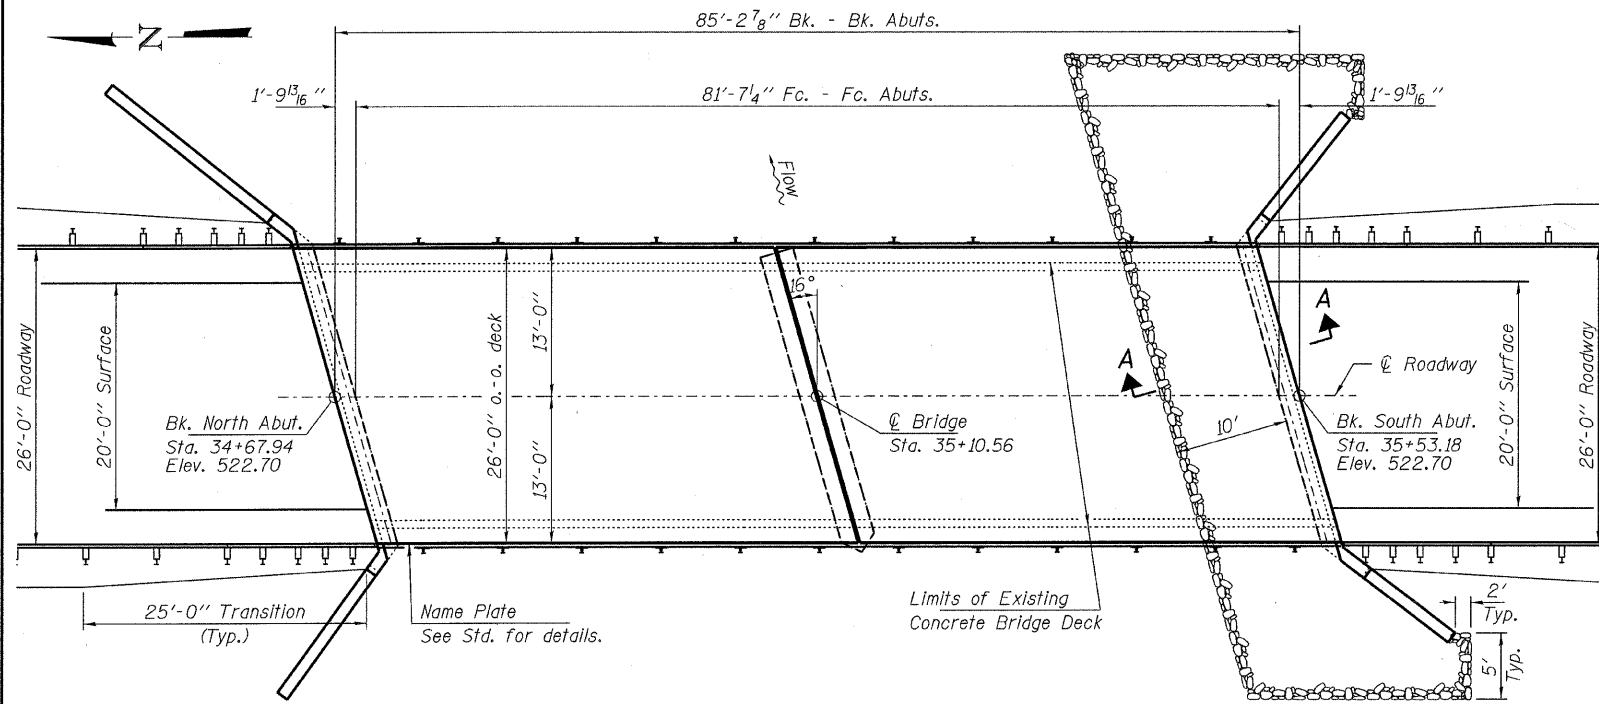 85'-2 7/8" Bk. - Bk. Abuts.
N
1'-9 13/16"
81'-7 1/4" Fc. - Fc. Abuts.
1'-9 13/16"
Flow
16°
A
A
26'-0" Roadway
20'-0" Surface
26'-0" o.-o. deck
13'-0"
13'-0"
10'
20'-0" Surface
26'-0" Roadway
℄ Roadway
Bk. North Abut.
Sta. 34+67.94
Elev. 522.70
℄ Bridge
Sta. 35+10.56
Bk. South Abut.
Sta. 35+53.18
Elev. 522.70
25'-0" Transition
(Typ.)
Name Plate
See Std. for details.
Limits of Existing
Concrete Bridge Deck
2'
Typ.
5'
Typ.